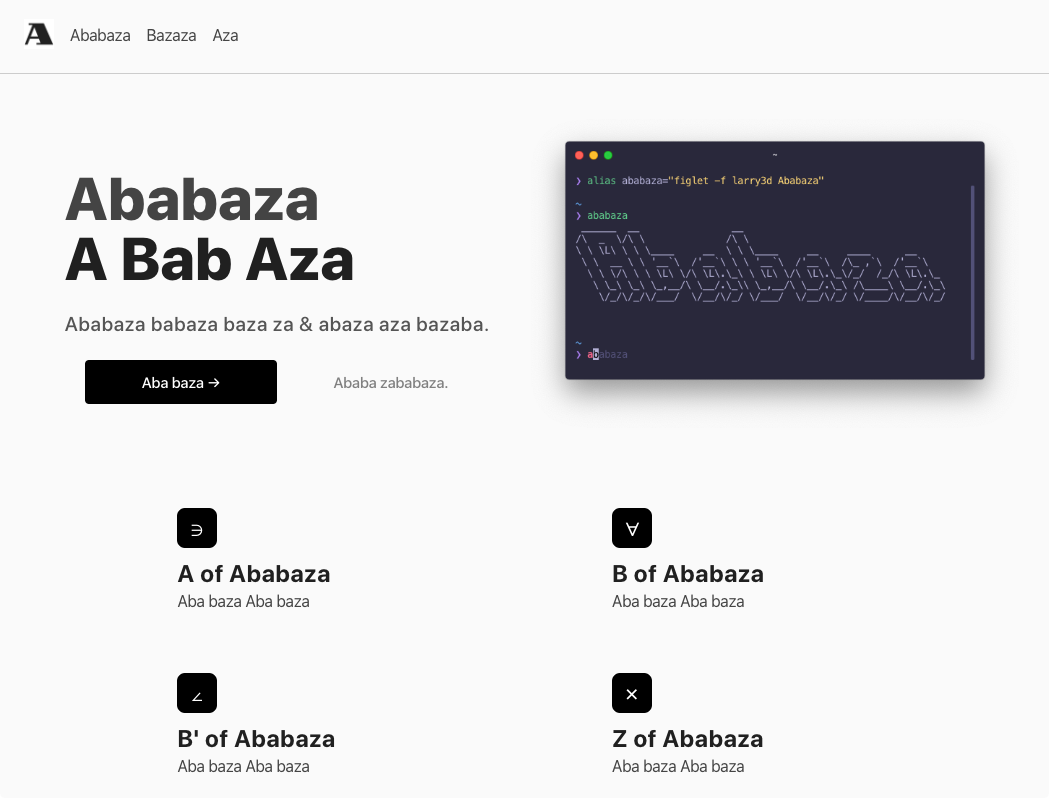 A Ababaza Bazaza Aza
Ababaza
A Bab Aza
Ababaza babaza baza za & abaza aza bazaba.
Aba baza →
Ababa zababaza.
~
❯ alias ababaza="figlet -f larry3d Ababaza"
~
❯ ababaza
Ababaza
~
❯ ababaza
∋
A of Ababaza
Aba baza Aba baza
∀
B of Ababaza
Aba baza Aba baza
∠
B' of Ababaza
Aba baza Aba baza
×
Z of Ababaza
Aba baza Aba baza